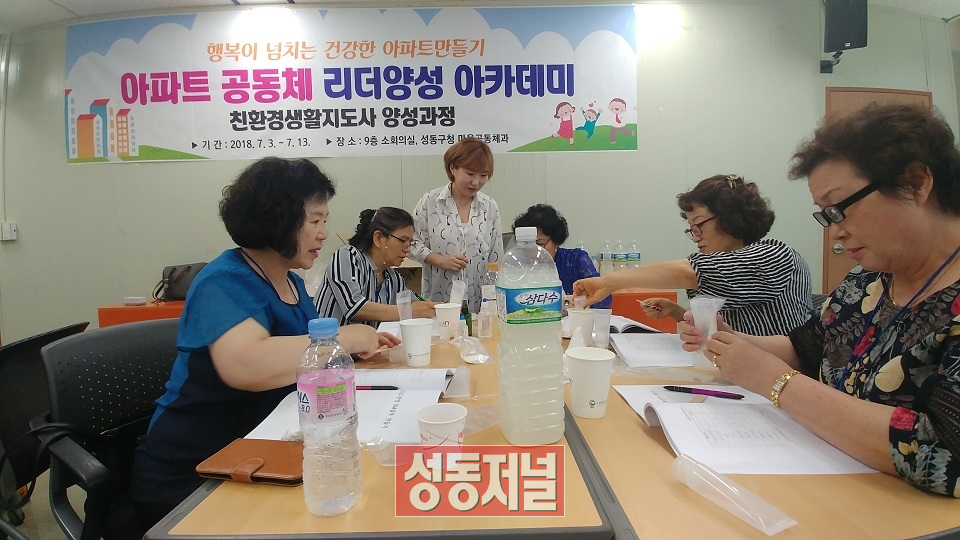 행복이 넘치는 건강한 아파트만들기
아파트 공동체 리더양성 아카데미
친환경생활지도사 양성과정
▶ 기 간 : 2018. 7. 3. ~ 7. 13. ▶ 장 소 : 9층 소회의실, 성동구청 마을공동체과
삼다수
성동저널